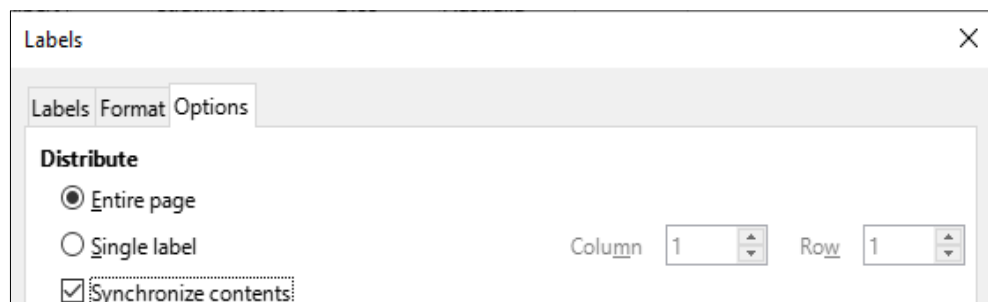 Labels
Labels Format Options
Distribute
Entire page
Single label Column 1 Row 1
Synchronize contents